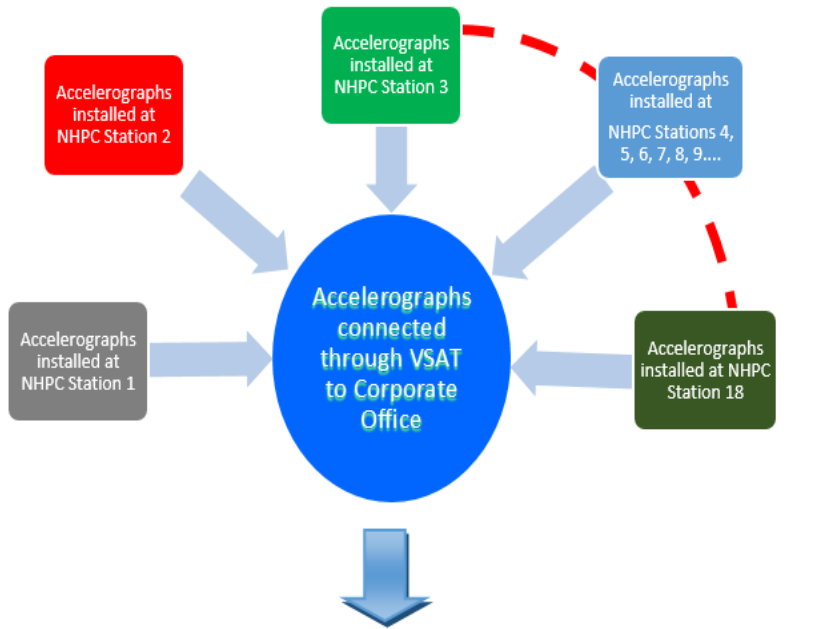 Accelerographs
installed at
NHPC Station 3
Accelerographs
installed at
NHPC Station 2
Accelerographs
installed at
NHPC Stations 4,
5, 6, 7, 8, 9....
Accelerographs
connected
through VSAT
to Corporate
Office
Accelerographs
installed at
NHPC Station 1
Accelerographs
installed at NHPC
Station 18